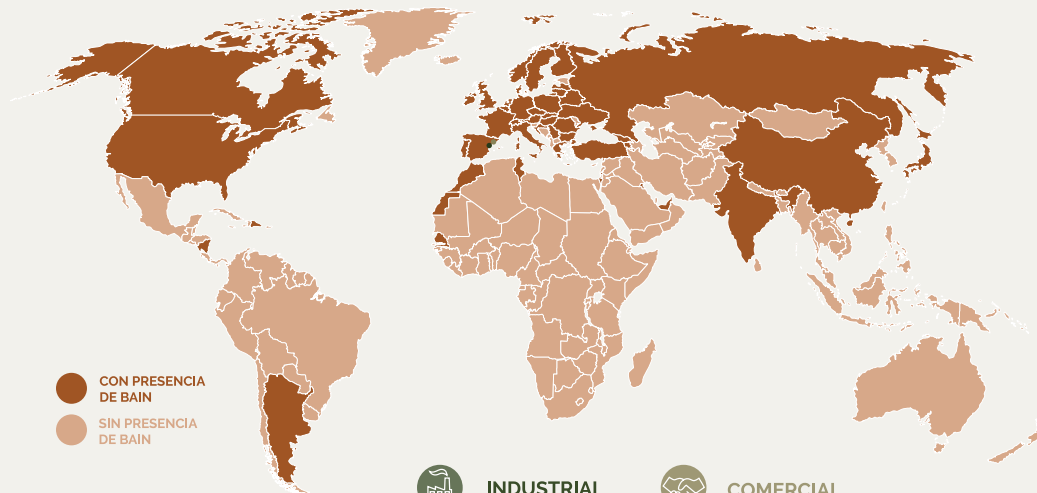 CON PRESENCIA
DE BAIN
SIN PRESENCIA
DE BAIN
INDUSTRIAL
COMERCIAL